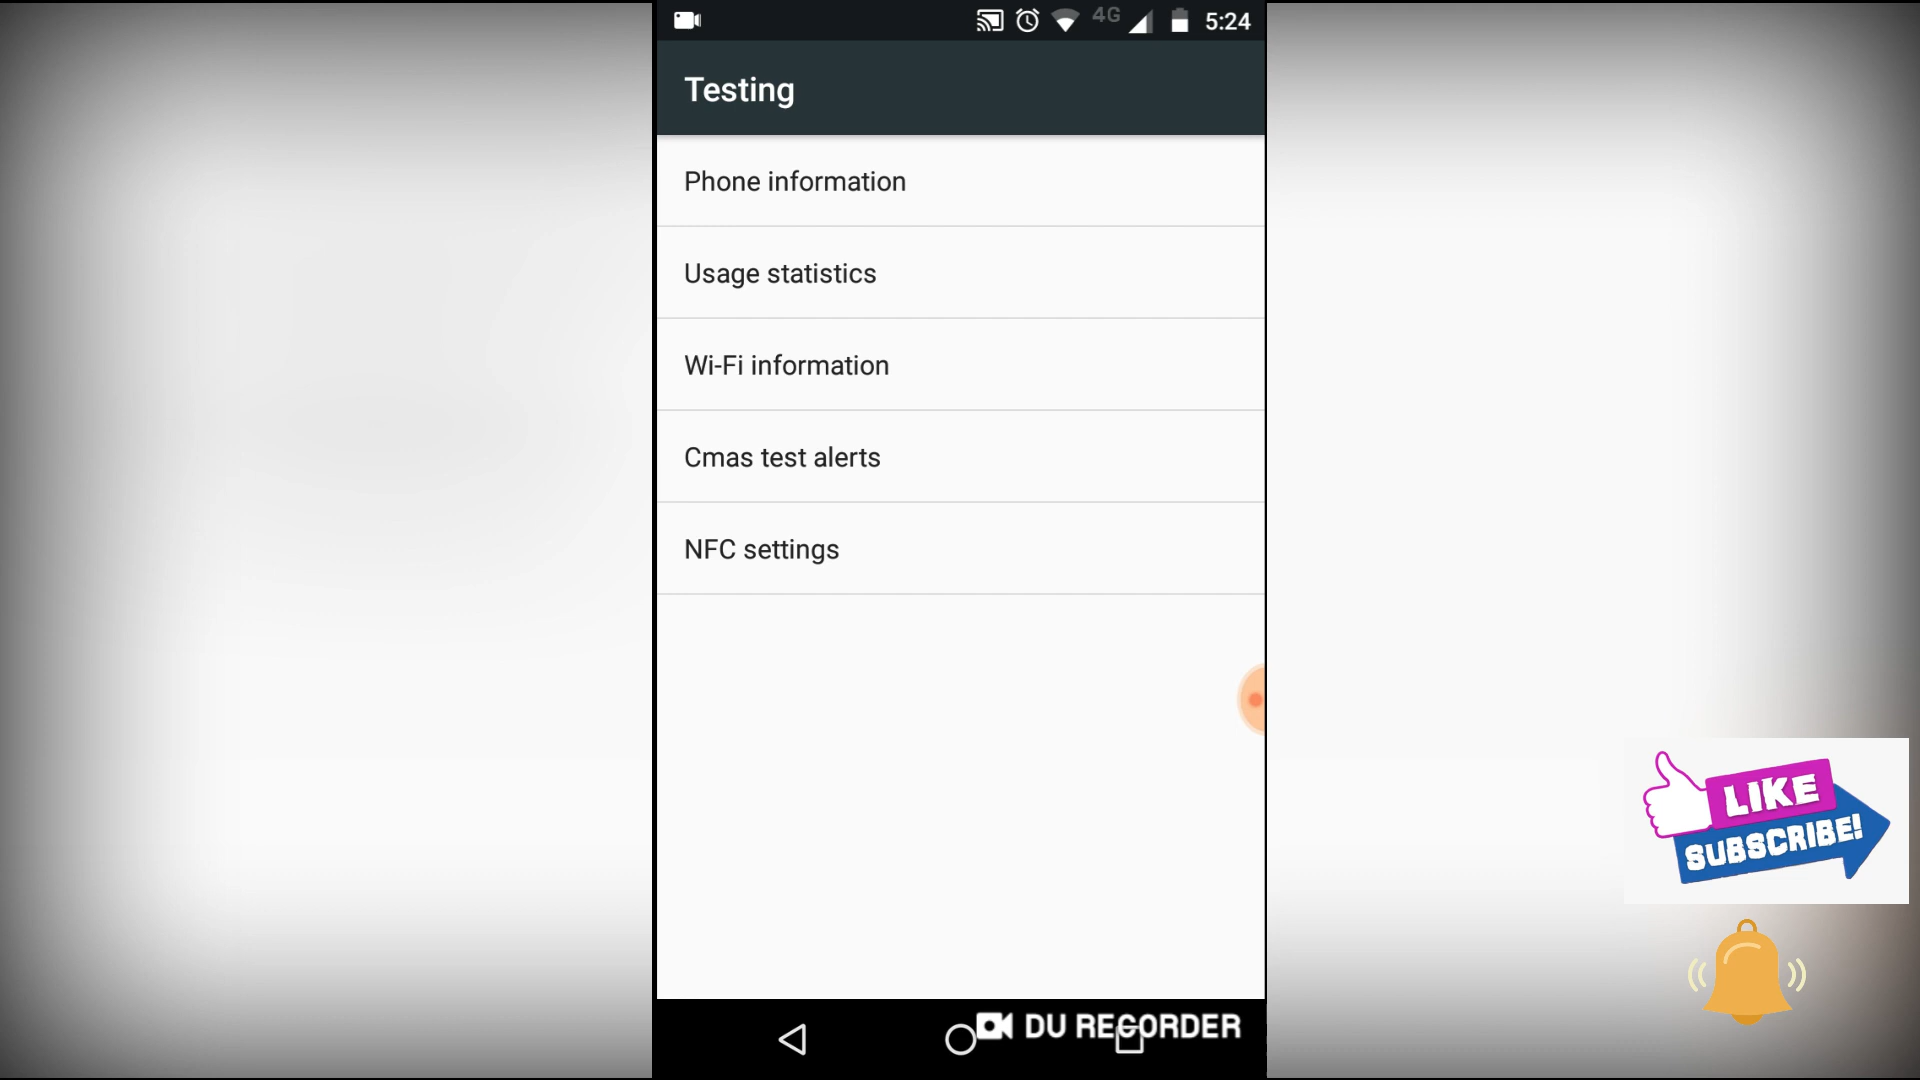 4G 5:24
Testing
Phone information
Usage statistics
Wi-Fi information
Cmas test alerts
NFC settings
LIKE
SUBSCRIBE!
DU RECORDER